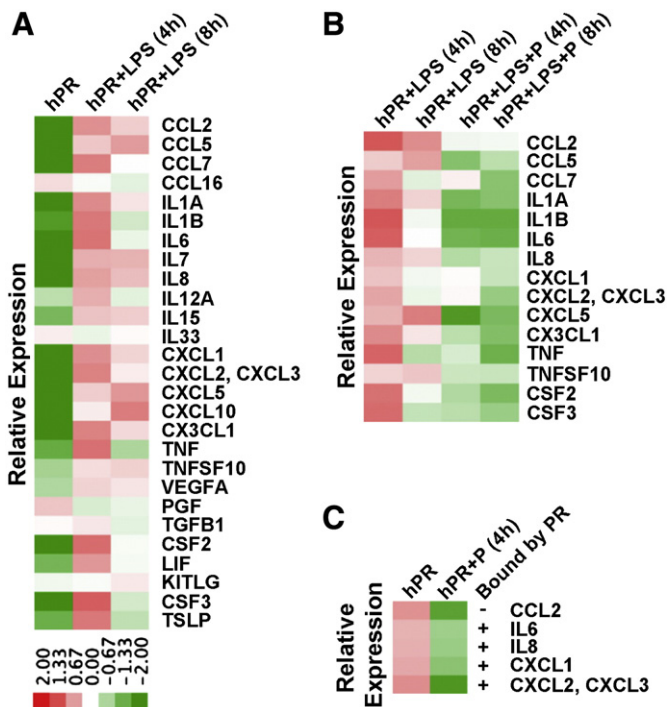 A
hPR
hPR+LPS (4h)
hPR+LPS (8h)
Relative Expression
CCL2
CCL5
CCL7
CCL16
IL1A
IL1B
IL6
IL7
IL8
IL12A
IL15
IL33
CXCL1
CXCL2, CXCL3
CXCL5
CXCL10
CX3CL1
TNF
TNFSF10
VEGFA
PGF
TGFB1
CSF2
LIF
KITLG
CSF3
TSLP
2.00
1.33
0.67
0.00
-0.67
-1.33
-2.00
B
hPR+LPS (4h)
hPR+LPS (8h)
hPR+LPS+P (4h)
hPR+LPS+P (8h)
Relative Expression
CCL2
CCL5
CCL7
IL1A
IL1B
IL6
IL8
CXCL1
CXCL2, CXCL3
CXCL5
CX3CL1
TNF
TNFSF10
CSF2
CSF3
C
hPR
hPR+P (4h)
Bound by PR
Relative
Expression
- CCL2
+ IL6
+ IL8
+ CXCL1
+ CXCL2, CXCL3